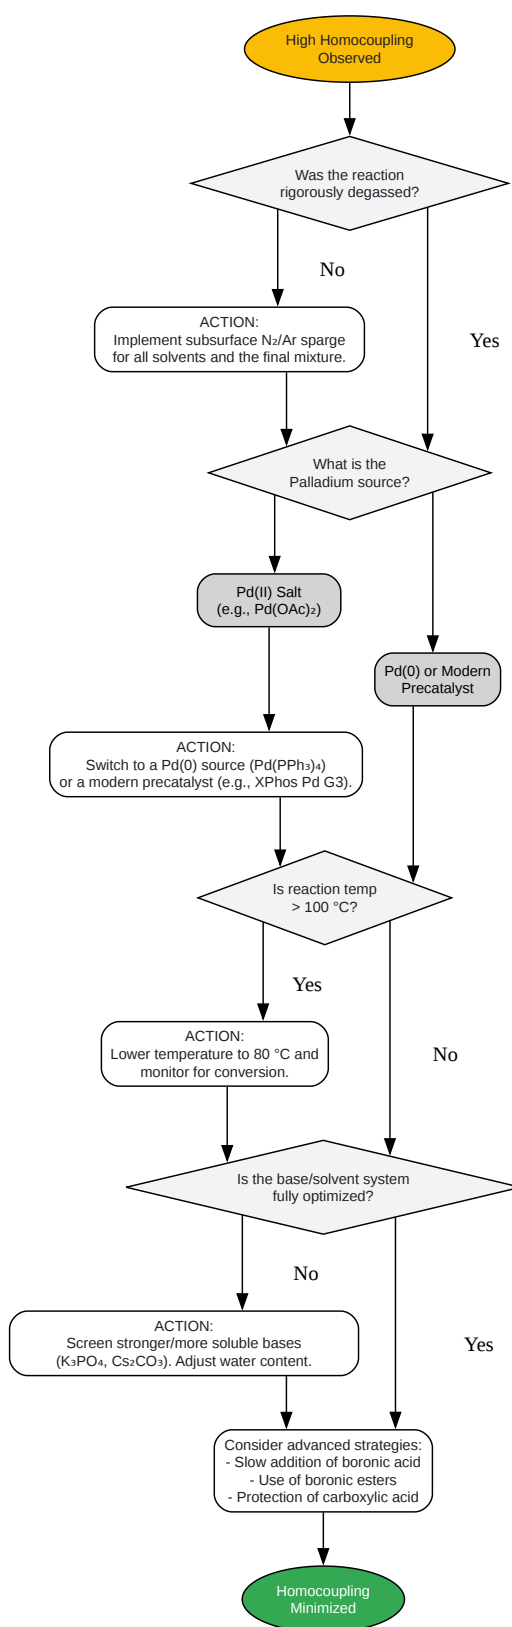 High Homocoupling
Observed
Was the reaction
rigorously degassed?
No
ACTION:
Implement subsurface N₂/Ar sparge
for all solvents and the final mixture.
Yes
What is the
Palladium source?
Pd(II) Salt
(e.g., Pd(OAc)₂)
Pd(0) or Modern
Precatalyst
ACTION:
Switch to a Pd(0) source (Pd(PPh₃)₄)
or a modern precatalyst (e.g., XPhos Pd G3).
Is reaction temp
> 100 °C?
Yes
ACTION:
Lower temperature to 80 °C and
monitor for conversion.
No
Is the base/solvent system
fully optimized?
No
ACTION:
Screen stronger/more soluble bases
(K₃PO₄, Cs₂CO₃). Adjust water content.
Yes
Consider advanced strategies:
- Slow addition of boronic acid
- Use of boronic esters
- Protection of carboxylic acid
Homocoupling
Minimized